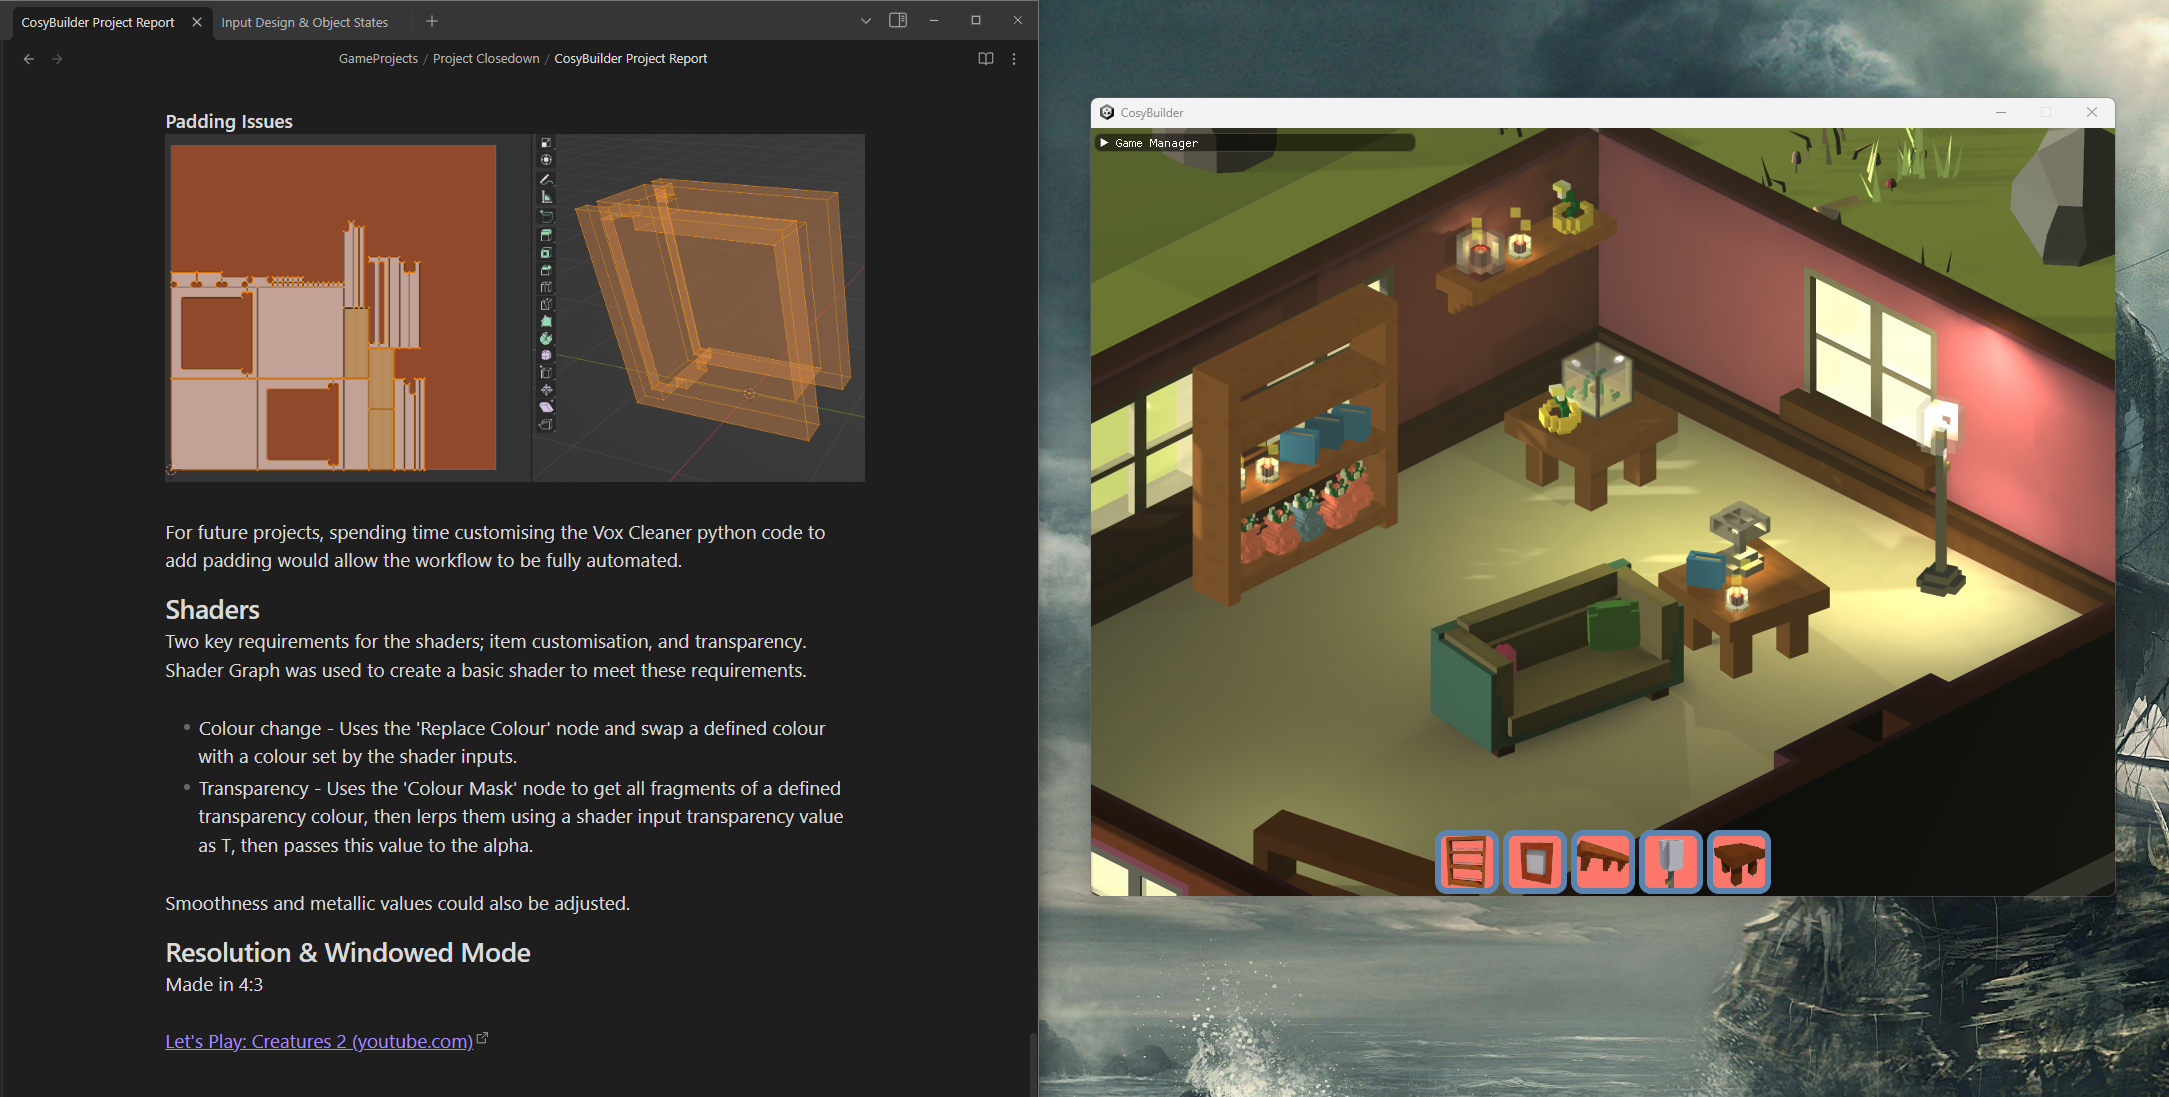 CosyBuilder Project Report
Input Design & Object States
GameProjects / Project Closedown / CosyBuilder Project Report
Padding Issues
For future projects, spending time customising the Vox Cleaner python code to
add padding would allow the workflow to be fully automated.
Shaders
Two key requirements for the shaders; item customisation, and transparency.
Shader Graph was used to create a basic shader to meet these requirements.
Colour change - Uses the 'Replace Colour' node and swap a defined colour
with a colour set by the shader inputs.
Transparency - Uses the 'Colour Mask' node to get all fragments of a defined
transparency colour, then lerps them using a shader input transparency value
as T, then passes this value to the alpha.
Smoothness and metallic values could also be adjusted.
Resolution & Windowed Mode
Made in 4:3
Let's Play: Creatures 2 (youtube.com)
CosyBuilder
Game Manager